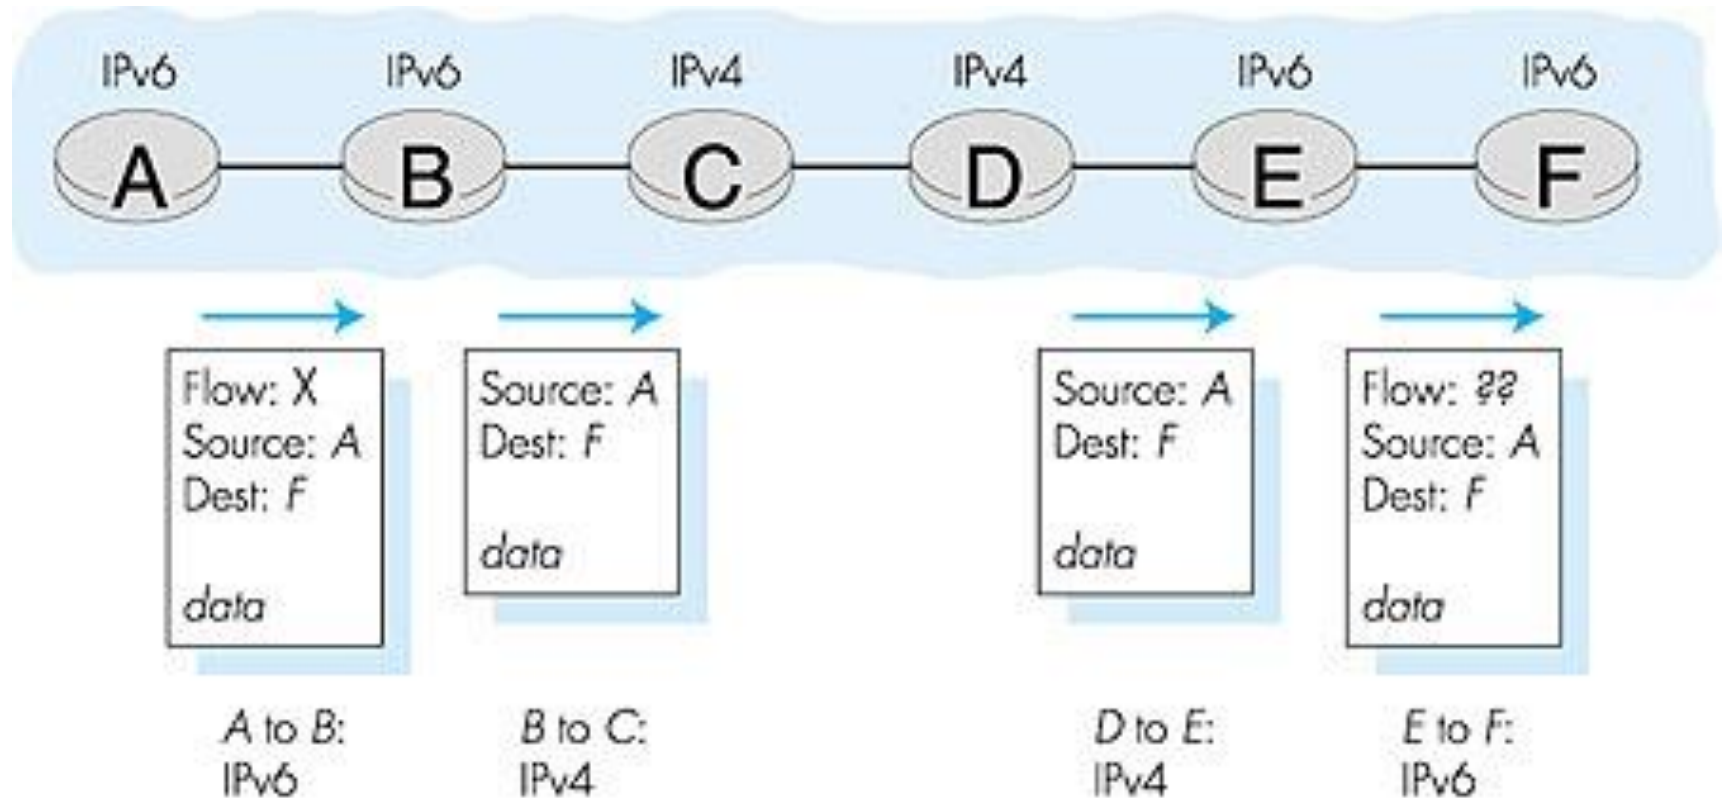 IPv6 IPv6 IPv4 IPv4 IPv6 IPv6
A B C D E F
Flow: X
Source: A
Dest: F
data
Source: A
Dest: F
data
Source: A
Dest: F
data
Flow: ??
Source: A
Dest: F
data
A to B:
IPv6
B to C:
IPv4
D to E:
IPv4
E to F:
IPv6